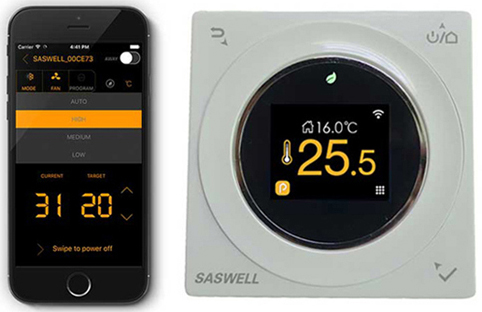 Carrier 4:41 PM
SASWELL_00CE73 AWAY
MODE FAN PROGRAM °C
AUTO
HIGH
MEDIUM
LOW
CURRENT TARGET
31 20
Swipe to power off
16.0°C
25.5
P
SASWELL